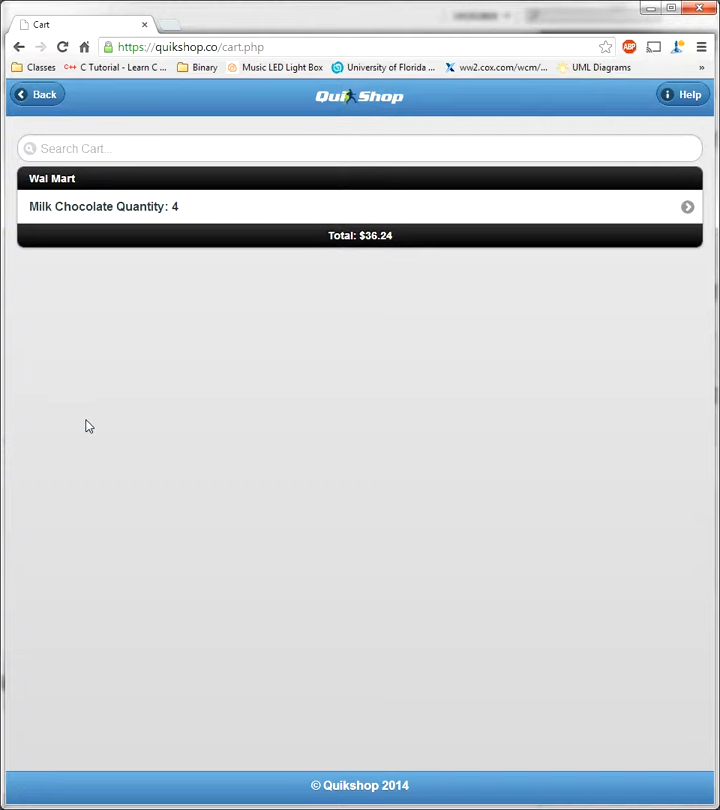 Cart
https://quikshop.co/cart.php
ABP
Classes
C++ C Tutorial - Learn C ...
Binary
Music LED Light Box
University of Florida ...
ww2.cox.com/wcm/...
UML Diagrams
»
Back
QuikShop
Help
Search Cart...
Wal Mart
Milk Chocolate Quantity: 4
Total: $36.24
© Quikshop 2014